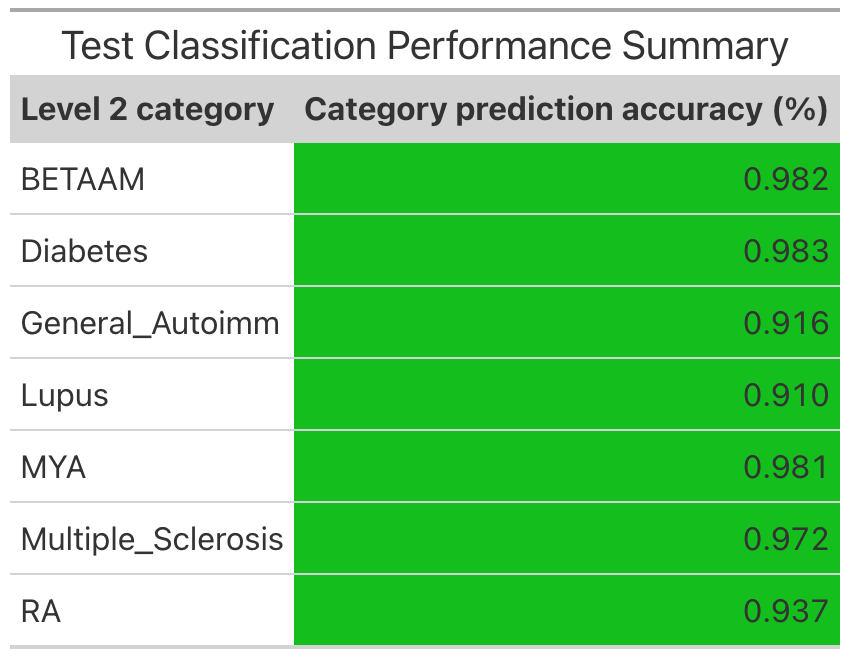 Test Classification Performance Summary
Level 2 category Category prediction accuracy (%)
BETAAM 0.982
Diabetes 0.983
General_Autoimm 0.916
Lupus 0.910
MYA 0.981
Multiple_Sclerosis 0.972
RA 0.937